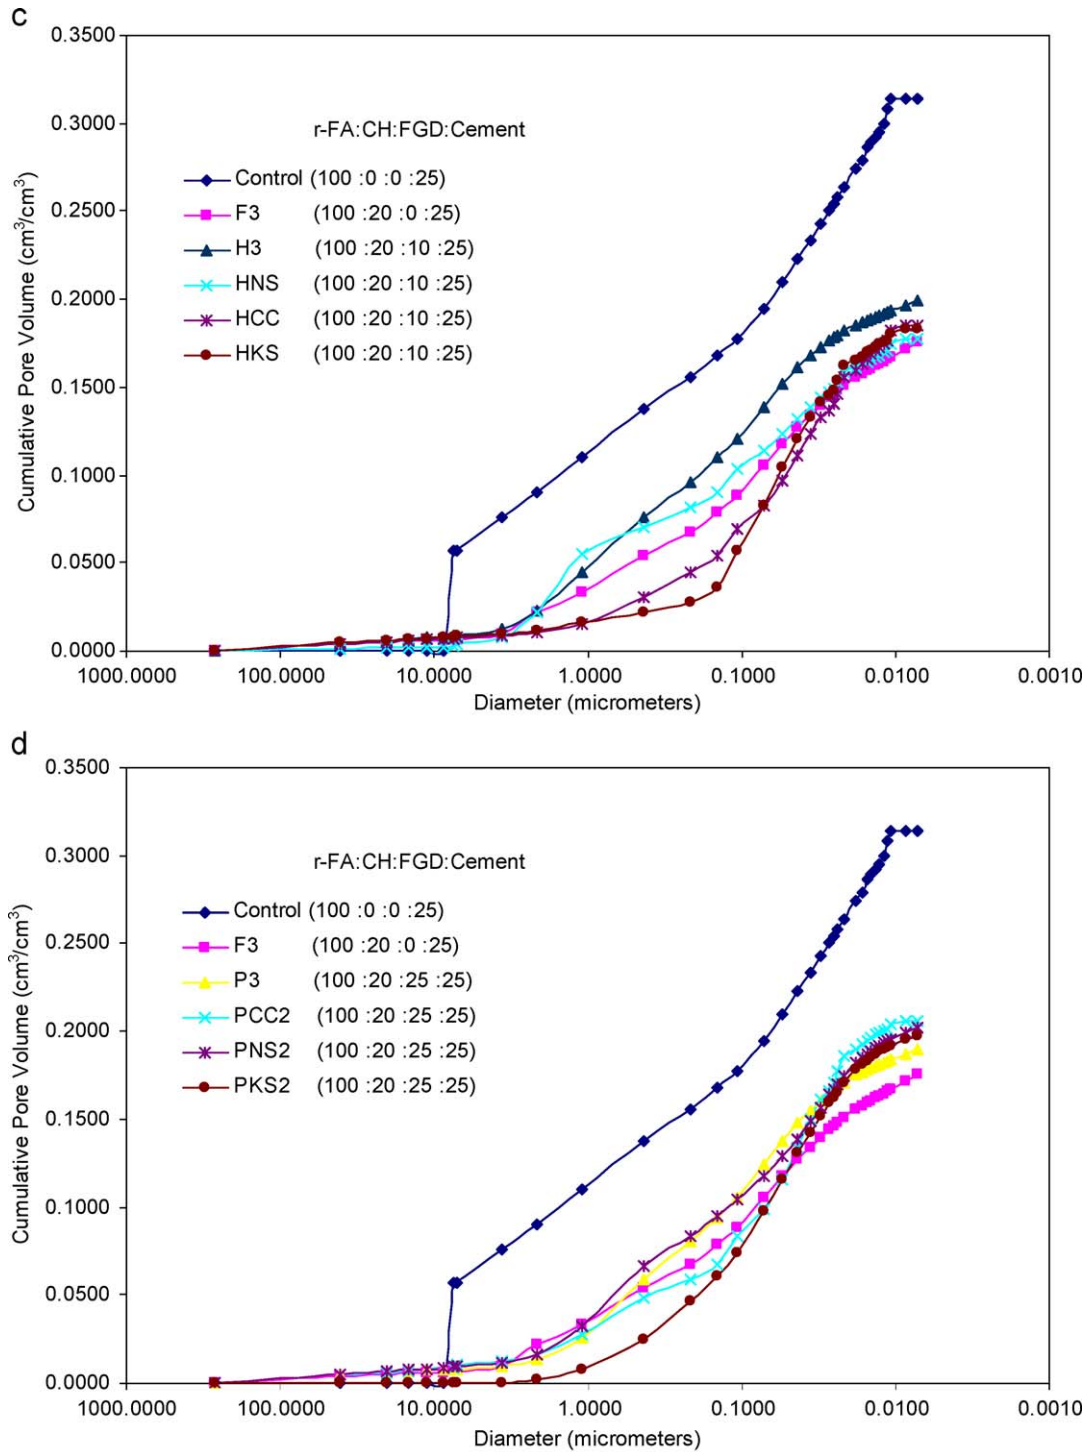 c
0.3500
0.3000
0.2500
0.2000
0.1500
0.1000
0.0500
0.0000
Cumulative Pore Volume (cm³/cm³)
r-FA:CH:FGD:Cement
Control (100 :0 :0 :25)
F3 (100 :20 :0 :25)
H3 (100 :20 :10 :25)
HNS (100 :20 :10 :25)
HCC (100 :20 :10 :25)
HKS (100 :20 :10 :25)
1000.0000 100.0000 10.0000 1.0000 0.1000 0.0100 0.0010
Diameter (micrometers)
d
0.3500
0.3000
0.2500
0.2000
0.1500
0.1000
0.0500
0.0000
Cumulative Pore Volume (cm³/cm³)
r-FA:CH:FGD:Cement
Control (100 :0 :0 :25)
F3 (100 :20 :0 :25)
P3 (100 :20 :25 :25)
PCC2 (100 :20 :25 :25)
PNS2 (100 :20 :25 :25)
PKS2 (100 :20 :25 :25)
1000.0000 100.0000 10.0000 1.0000 0.1000 0.0100 0.0010
Diameter (micrometers)